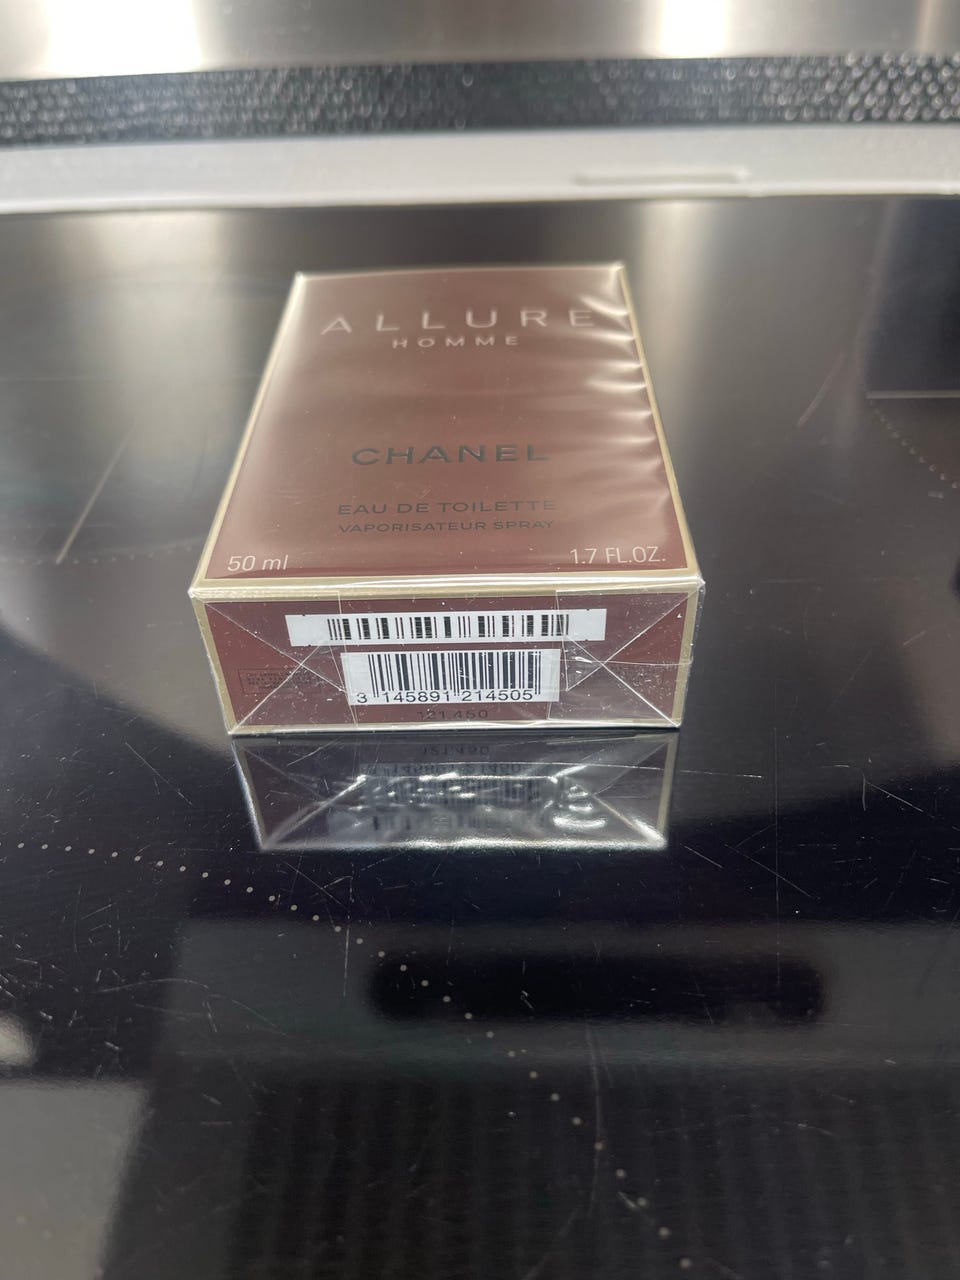 ALLURE
HOMME
CHANEL
EAU DE TOILETTE
VAPORISATEUR SPRAY
50 ml
1.7 FL.OZ.
3 145891 214505
121.450